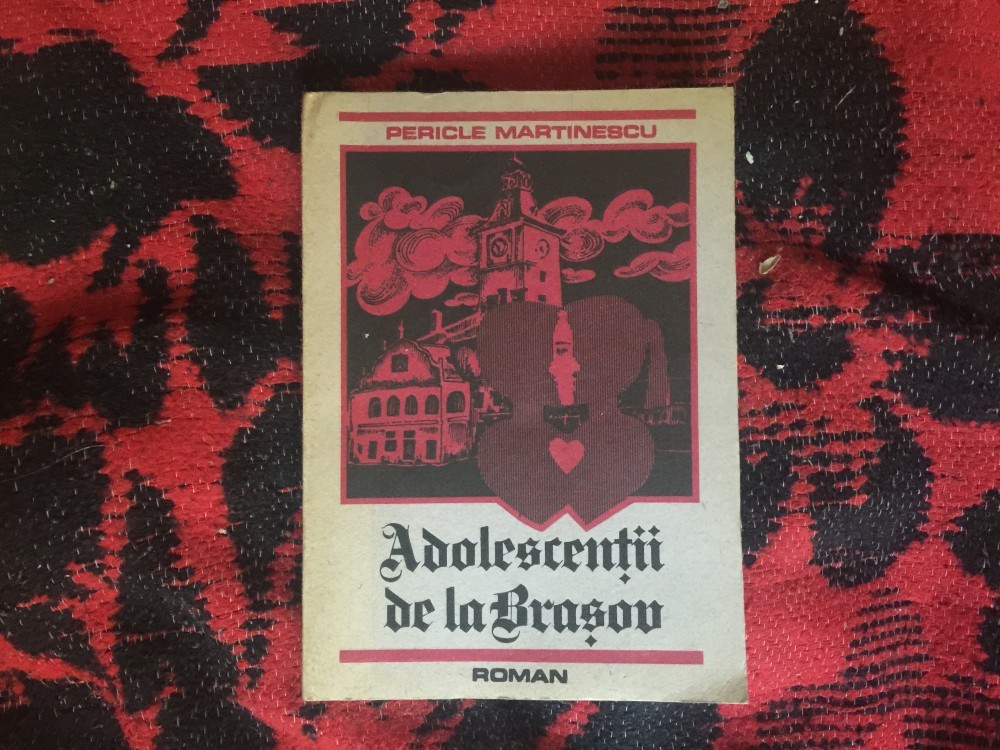 PERICLE MARTINESCU
Adolescenții
de la Brașov
ROMAN